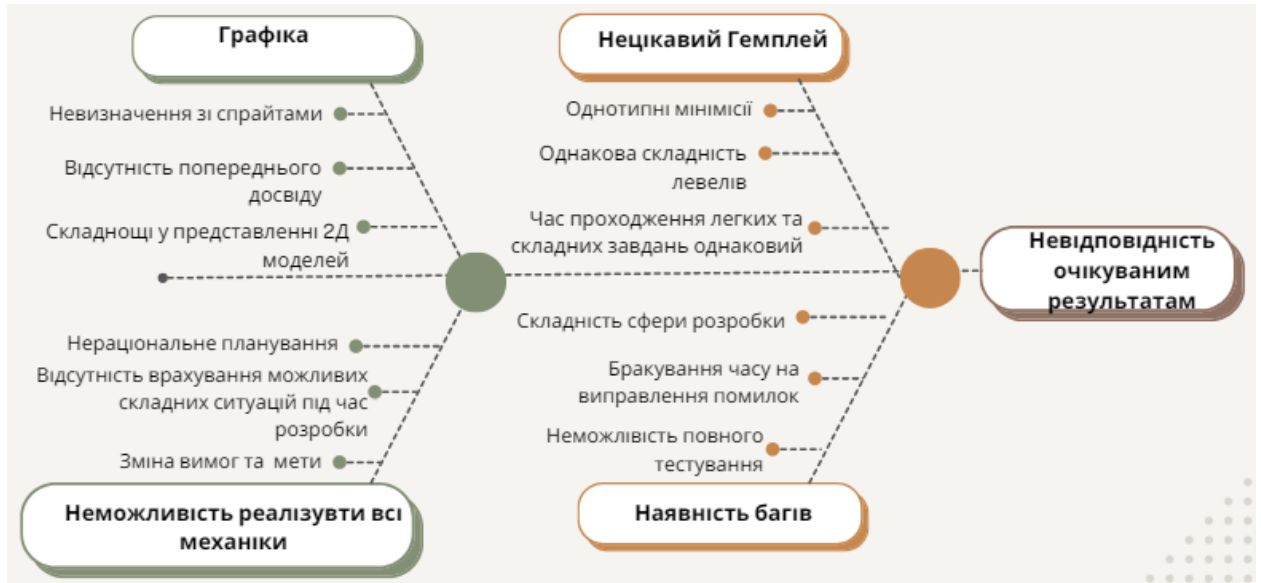 Графіка
Невизначення зі спрайтами
Відсутність попереднього
досвіду
Складнощі у представленні 2Д
моделей
Нецікавий Гемплей
Однотипні мінімісії
Однакова складність
левелів
Час проходження легких та
складних завдань однаковий
Невідповідність
очікуваним
результатам
Нераціональне планування
Відсутність врахування можливих
складних ситуацій під час
розробки
Зміна вимог та мети
Неможливість реалізувти всі
механіки
Складність сфери розробки
Бракування часу на
виправлення помилок
Неможлівість повного
тестування
Наявність багів